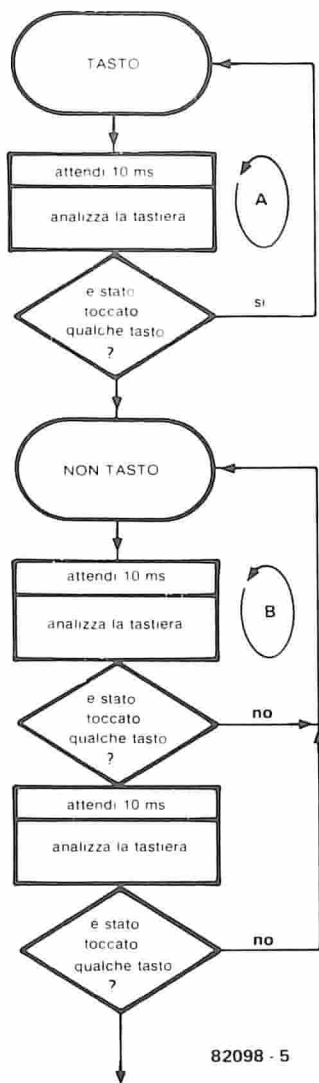 TASTO
attendi 10 ms
analizza la tastiera
A
e stato
toccato
qualche tasto
?
si
NON TASTO
attendi 10 ms
analizza la tastiera
B
e stato
toccato
qualche tasto
?
no
attendi 10 ms
analizza la tastiera
e stato
toccato
qualche tasto
?
no
82098 - 5